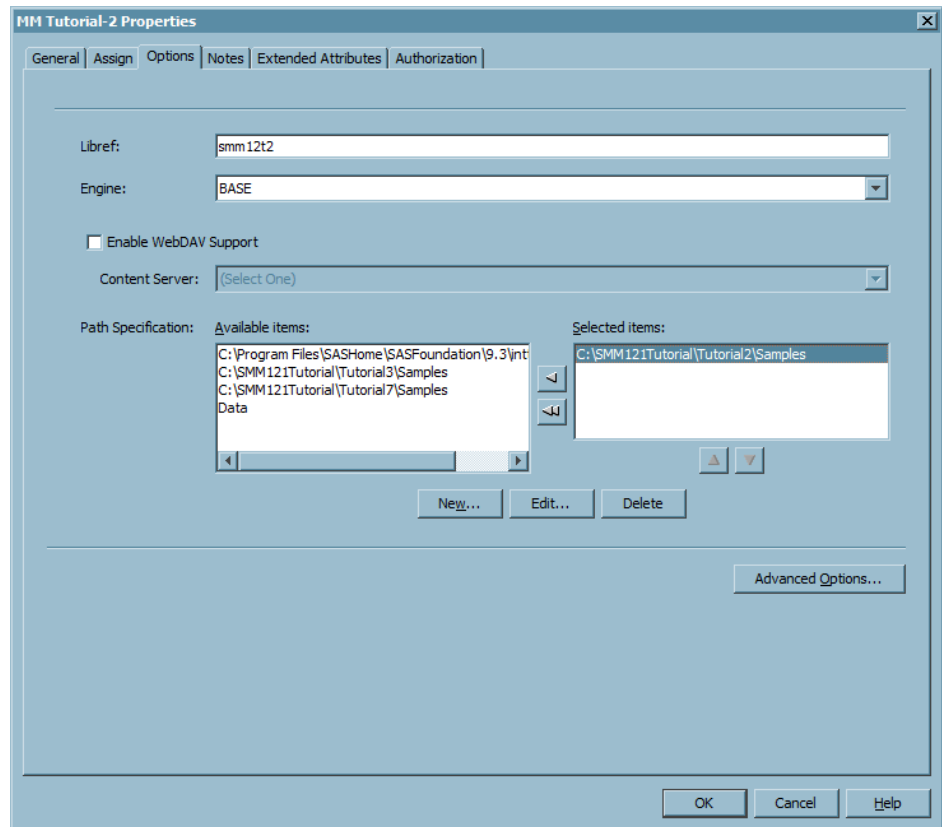 MM Tutorial-2 Properties
General Assign Options Notes Extended Attributes Authorization
Libref: smm12t2
Engine: BASE
Enable WebDAV Support
Content Server: (Select One)
Path Specification: Available items: Selected items:
C:\Program Files\SASHome\SASFoundation\9.3\int C:\SMM121Tutorial\Tutorial2\Samples
C:\SMM121Tutorial\Tutorial3\Samples
C:\SMM121Tutorial\Tutorial7\Samples
Data
New... Edit... Delete
Advanced Options...
OK Cancel Help